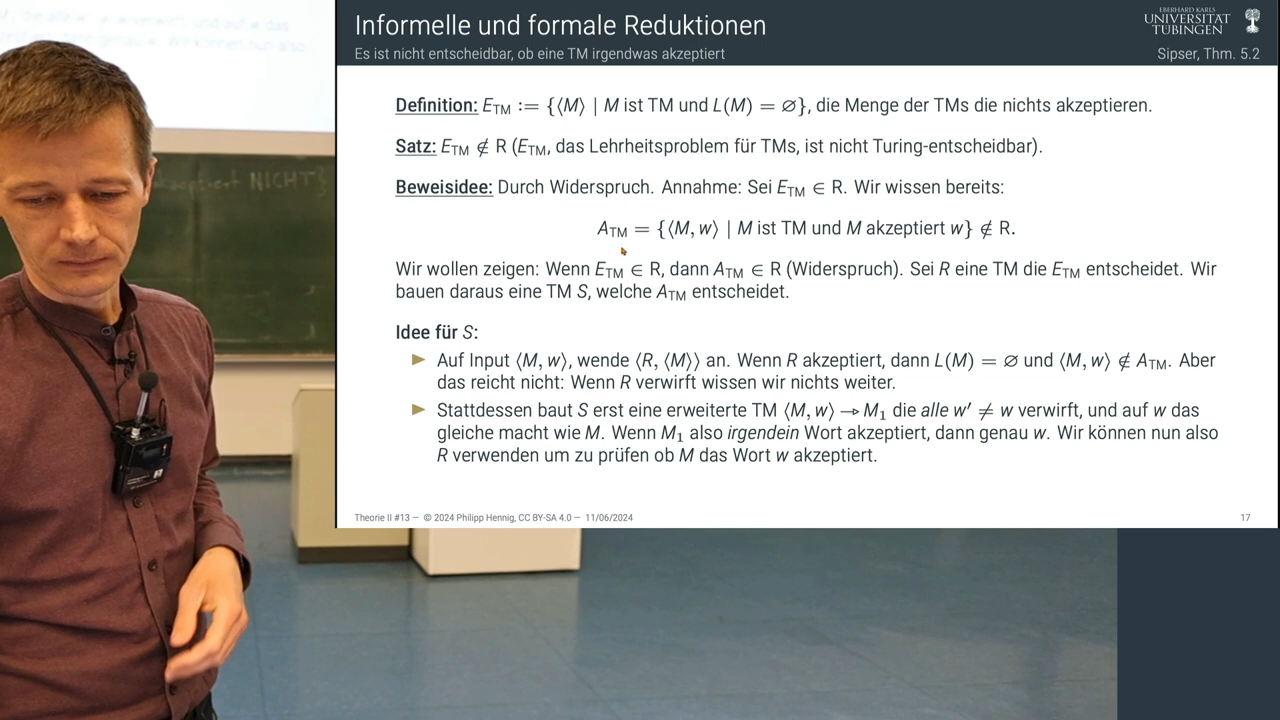 Informelle und formale Reduktionen
Es ist nicht entscheidbar, ob eine TM irgendwas akzeptiert
EBERHARD KARLS
UNIVERSITÄT
TÜBINGEN
Sipser, Thm. 5.2
Definition: E_TM := {⟨M⟩ | M ist TM und L(M) = ∅}, die Menge der TMs die nichts akzeptieren.
Satz: E_TM ∉ R (E_TM, das Lehrheitsproblem für TMs, ist nicht Turing-entscheidbar).
Beweisidee: Durch Widerspruch. Annahme: Sei E_TM ∈ R. Wir wissen bereits:
A_TM = {⟨M, w⟩ | M ist TM und M akzeptiert w} ∉ R.
Wir wollen zeigen: Wenn E_TM ∈ R, dann A_TM ∈ R (Widerspruch). Sei R eine TM die E_TM entscheidet. Wir
bauen daraus eine TM S, welche A_TM entscheidet.
Idee für S:
▶ Auf Input ⟨M, w⟩, wende ⟨R, ⟨M⟩⟩ an. Wenn R akzeptiert, dann L(M) = ∅ und ⟨M, w⟩ ∉ A_TM. Aber
das reicht nicht: Wenn R verwirft wissen wir nichts weiter.
▶ Stattdessen baut S erst eine erweiterte TM ⟨M, w⟩ → M₁ die alle w′ ≠ w verwirft, und auf w das
gleiche macht wie M. Wenn M₁ also irgendein Wort akzeptiert, dann genau w. Wir können nun also
R verwenden um zu prüfen ob M das Wort w akzeptiert.
Theorie II #13 — © 2024 Philipp Hennig, CC BY-SA 4.0 — 11/06/2024
17
NICHT}